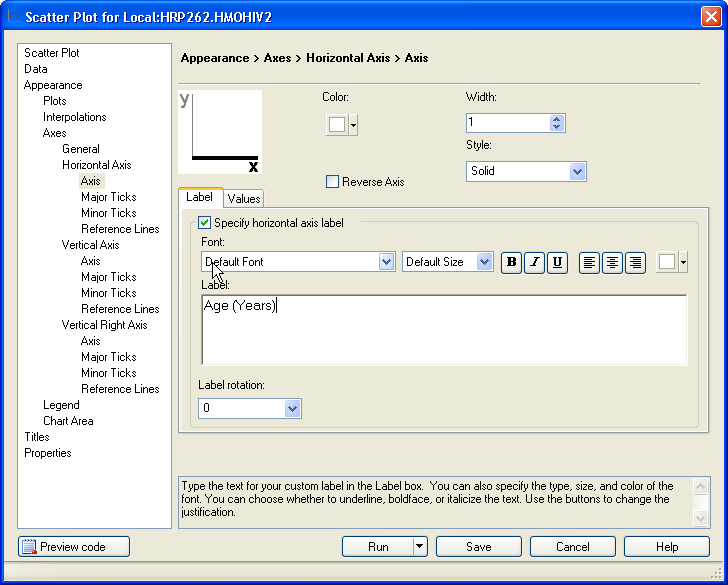 Scatter Plot for Local:HRP262.HMOHIV2
Scatter Plot
Data
Appearance
Plots
Interpolations
Axes
General
Horizontal Axis
Axis
Major Ticks
Minor Ticks
Reference Lines
Vertical Axis
Axis
Major Ticks
Minor Ticks
Reference Lines
Vertical Right Axis
Axis
Major Ticks
Minor Ticks
Reference Lines
Legend
Chart Area
Titles
Properties
Appearance > Axes > Horizontal Axis > Axis
y
x
Color:
Width:
1
Style:
Solid
Reverse Axis
Label Values
Specify horizontal axis label
Font:
Default Font Default Size B I U
Label:
Age (Years)
Label rotation:
0
Type the text for your custom label in the Label box. You can also specify the type, size, and color of the
font. You can choose whether to underline, boldface, or italicize the text. Use the buttons to change the
justification.
Preview code Run Save Cancel Help